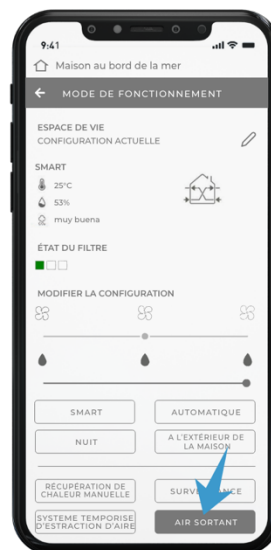 9:41
Maison au bord de la mer
MODE DE FONCTIONNEMENT
ESPACE DE VIE
CONFIGURATION ACTUELLE
SMART
25°C
53%
muy buena
ÉTAT DU FILTRE
MODIFIER LA CONFIGURATION
SMART
AUTOMATIQUE
NUIT
A L'EXTÉRIEUR DE
LA MAISON
RÉCUPÉRATION DE
CHALEUR MANUELLE
SYSTEME TEMPORISE
D'ESTRACTION D'AIRE
AIR SORTANT